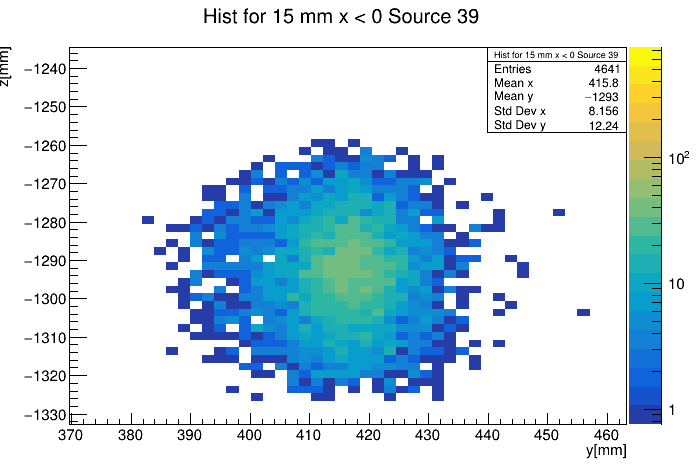 Hist for 15 mm x < 0 Source 39
z[mm]
Hist for 15 mm x < 0 Source 39
Entries 4641
Mean x 415.8
Mean y −1293
Std Dev x 8.156
Std Dev y 12.24
−1240
−1250
−1260
−1270
−1280
−1290
−1300
−1310
−1320
−1330
10²
10
1
370 380 390 400 410 420 430 440 450 460
y[mm]